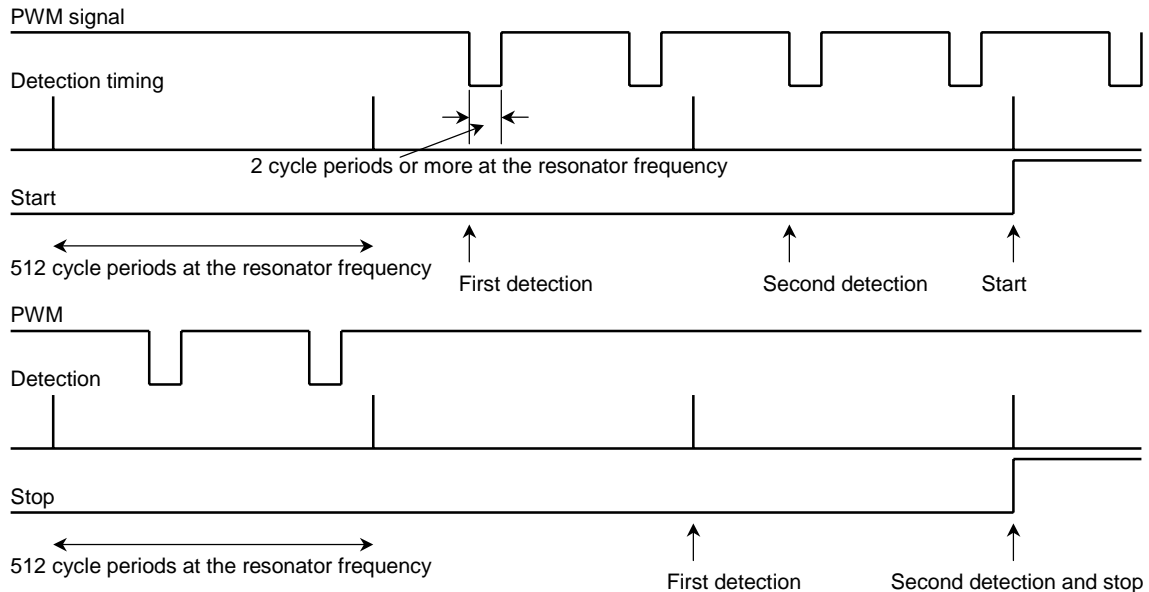 PWM signal
Detection timing
2 cycle periods or more at the resonator frequency
Start
512 cycle periods at the resonator frequency
First detection
Second detection
Start
PWM
Detection
Stop
512 cycle periods at the resonator frequency
First detection
Second detection and stop